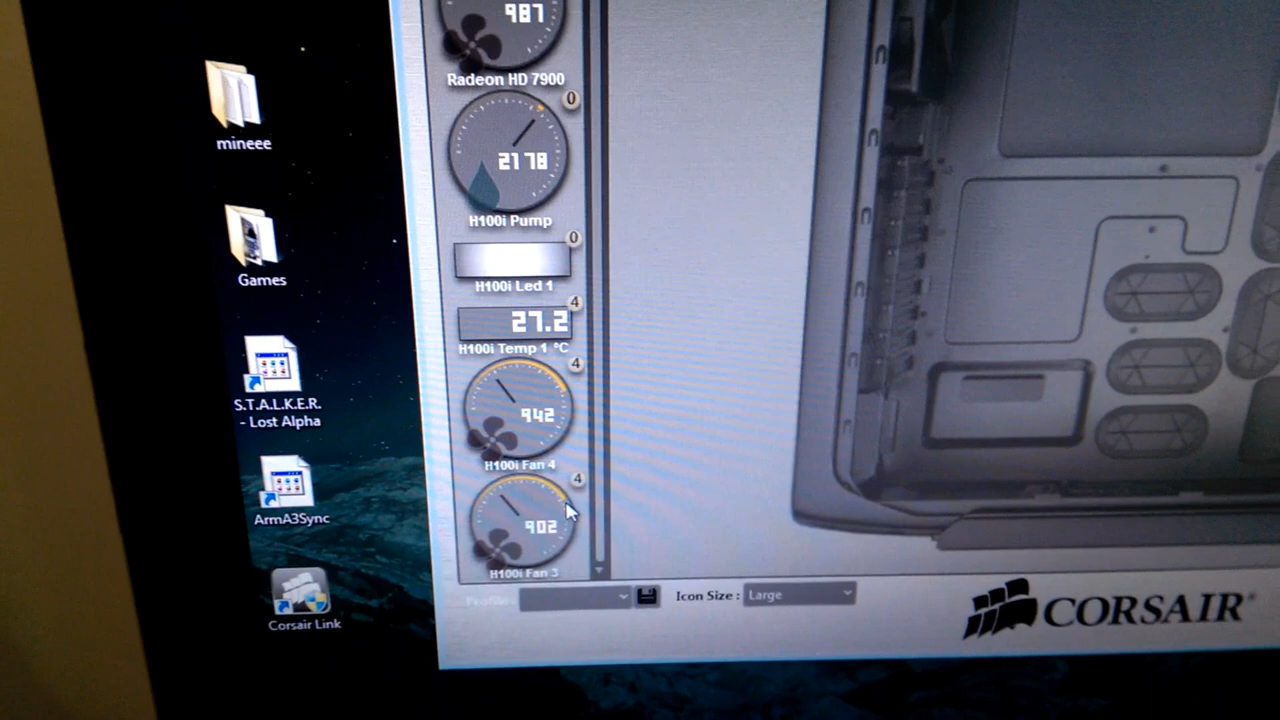 mineee
Games
S.T.A.L.K.E.R.
- Lost Alpha
ArmA3Sync
Corsair Link
987
Radeon HD 7900
0
2178
H100i Pump
0
H100i Led 1
4
27.2
H100i Temp 1 °C
4
942
H100i Fan 4
4
902
H100i Fan 3
Profile:
Icon Size :
Large
CORSAIR